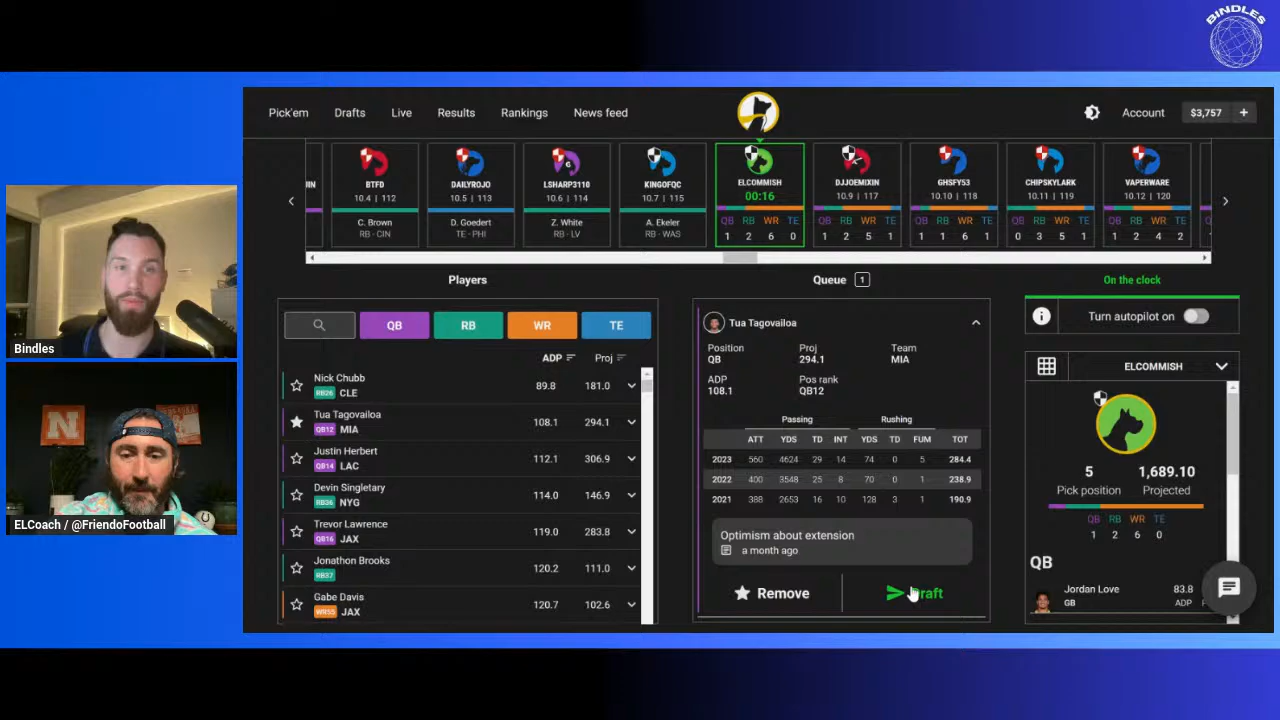 BINDLES
Pick'em Drafts Live Results Rankings News feed
Account $3,757 +
BTFD DAILYROJO LSHARP3110 KINGOFQC ELCOMMISH DJJOEMIXIN GHSFY53 CHIPSKYLARK VAPERWARE
10.4 | 112 10.5 | 113 10.6 | 114 10.7 | 115 00:16 10.9 | 117 10.10 | 118 10.11 | 119 10.12 | 120
C. Brown D. Goedert Z. White A. Ekeler QB RB WR TE QB RB WR TE QB RB WR TE QB RB WR TE QB RB WR TE
RB - CIN TE - PHI RB - LV RB - WAS 1 2 6 0 1 2 5 1 1 1 6 1 0 3 5 1 1 2 4 2
Players
QB RB WR TE
ADP Proj
Nick Chubb
RB26 CLE 89.8 181.0
Tua Tagovailoa
QB12 MIA 108.1 294.1
Justin Herbert
QB14 LAC 112.1 306.9
Devin Singletary
RB36 NYG 114.0 146.9
Trevor Lawrence
QB16 JAX 119.0 283.8
Jonathon Brooks
RB37 120.2 111.0
Gabe Davis
WR55 JAX 120.7 102.6
Queue 1
Tua Tagovailoa
Position Proj Team
QB 294.1 MIA
ADP Pos rank
108.1 QB12
Passing Rushing
ATT YDS TD INT YDS TD FUM TOT
2023 560 4624 29 14 74 0 5 284.4
2022 400 3548 25 8 70 0 1 238.9
2021 388 2653 16 10 128 3 1 190.9
Optimism about extension
a month ago
Remove Draft
On the clock
Turn autopilot on
ELCOMMISH
5 1,689.10
Pick position Projected
QB RB WR TE
1 2 6 0
QB
Jordan Love 83.8
GB ADP
Bindles
N
ELCoach / @FriendoFootball